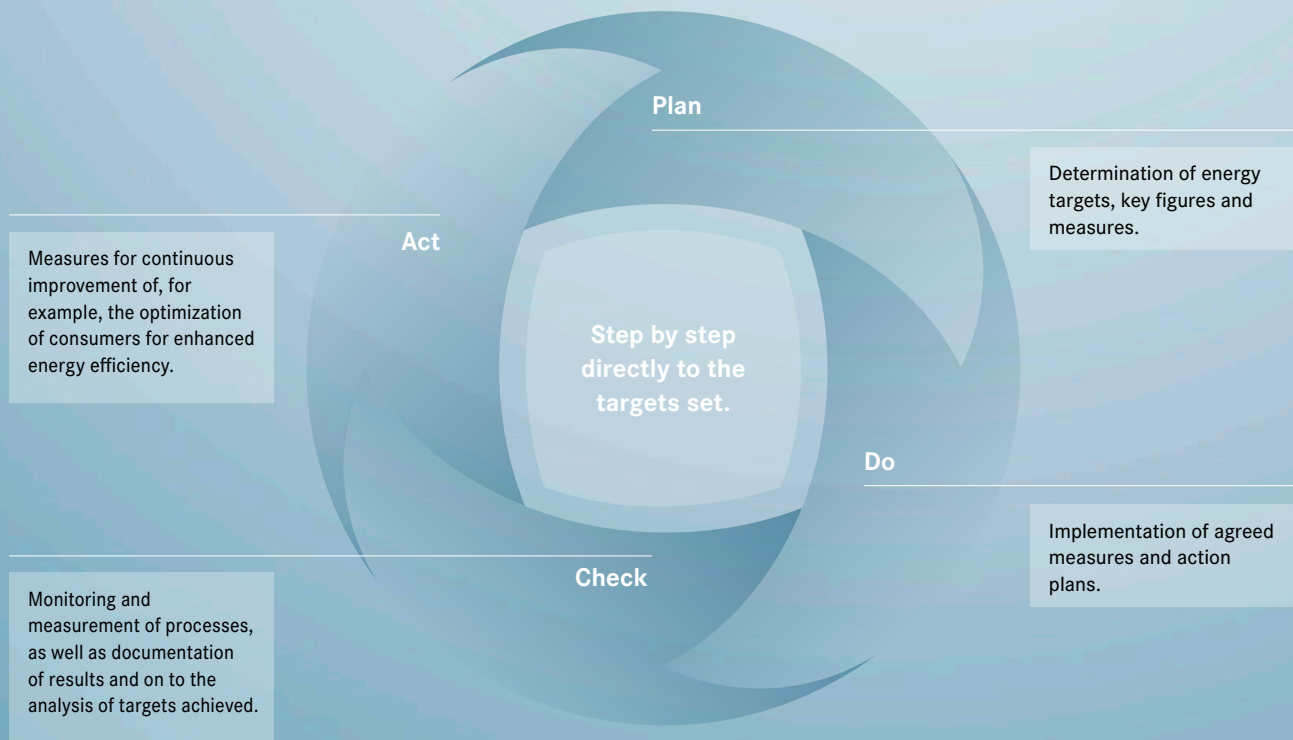 Plan
Determination of energy
targets, key figures and
measures.
Act
Measures for continuous
improvement of, for
example, the optimization
of consumers for enhanced
energy efficiency.
Step by step
directly to the
targets set.
Do
Implementation of agreed
measures and action
plans.
Check
Monitoring and
measurement of processes,
as well as documentation
of results and on to the
analysis of targets achieved.